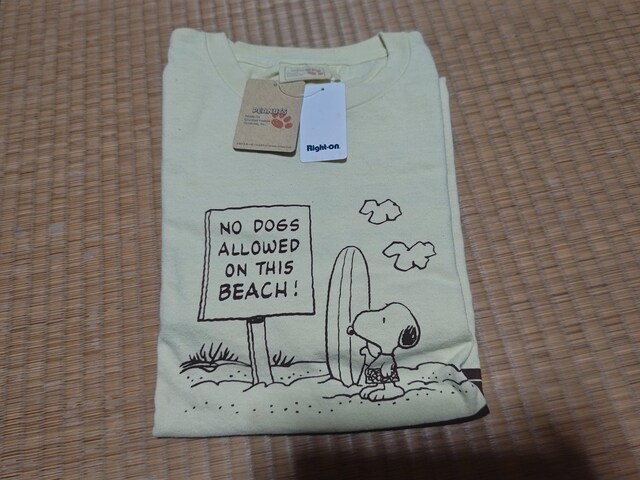 PEANUTS
Right-on
NO DOGS
ALLOWED
ON THIS
BEACH!